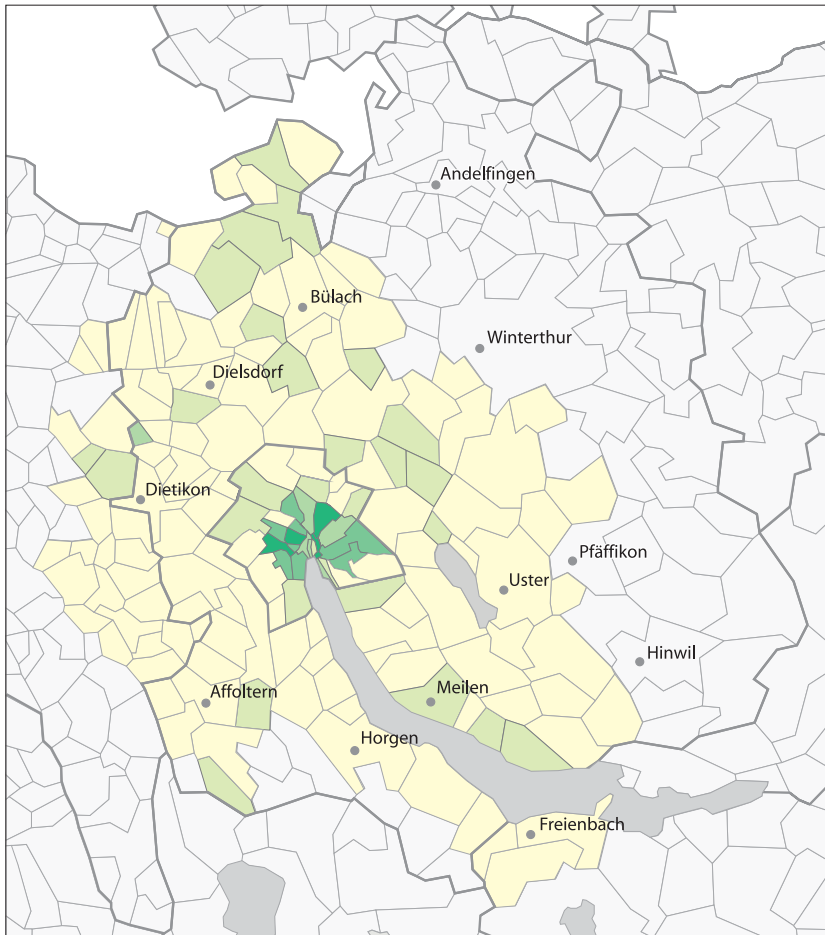 Andelfingen
Bülach
Winterthur
Dielsdorf
Dietikon
Pfäffikon
Uster
Hinwil
Meilen
Affoltern
Horgen
Freienbach